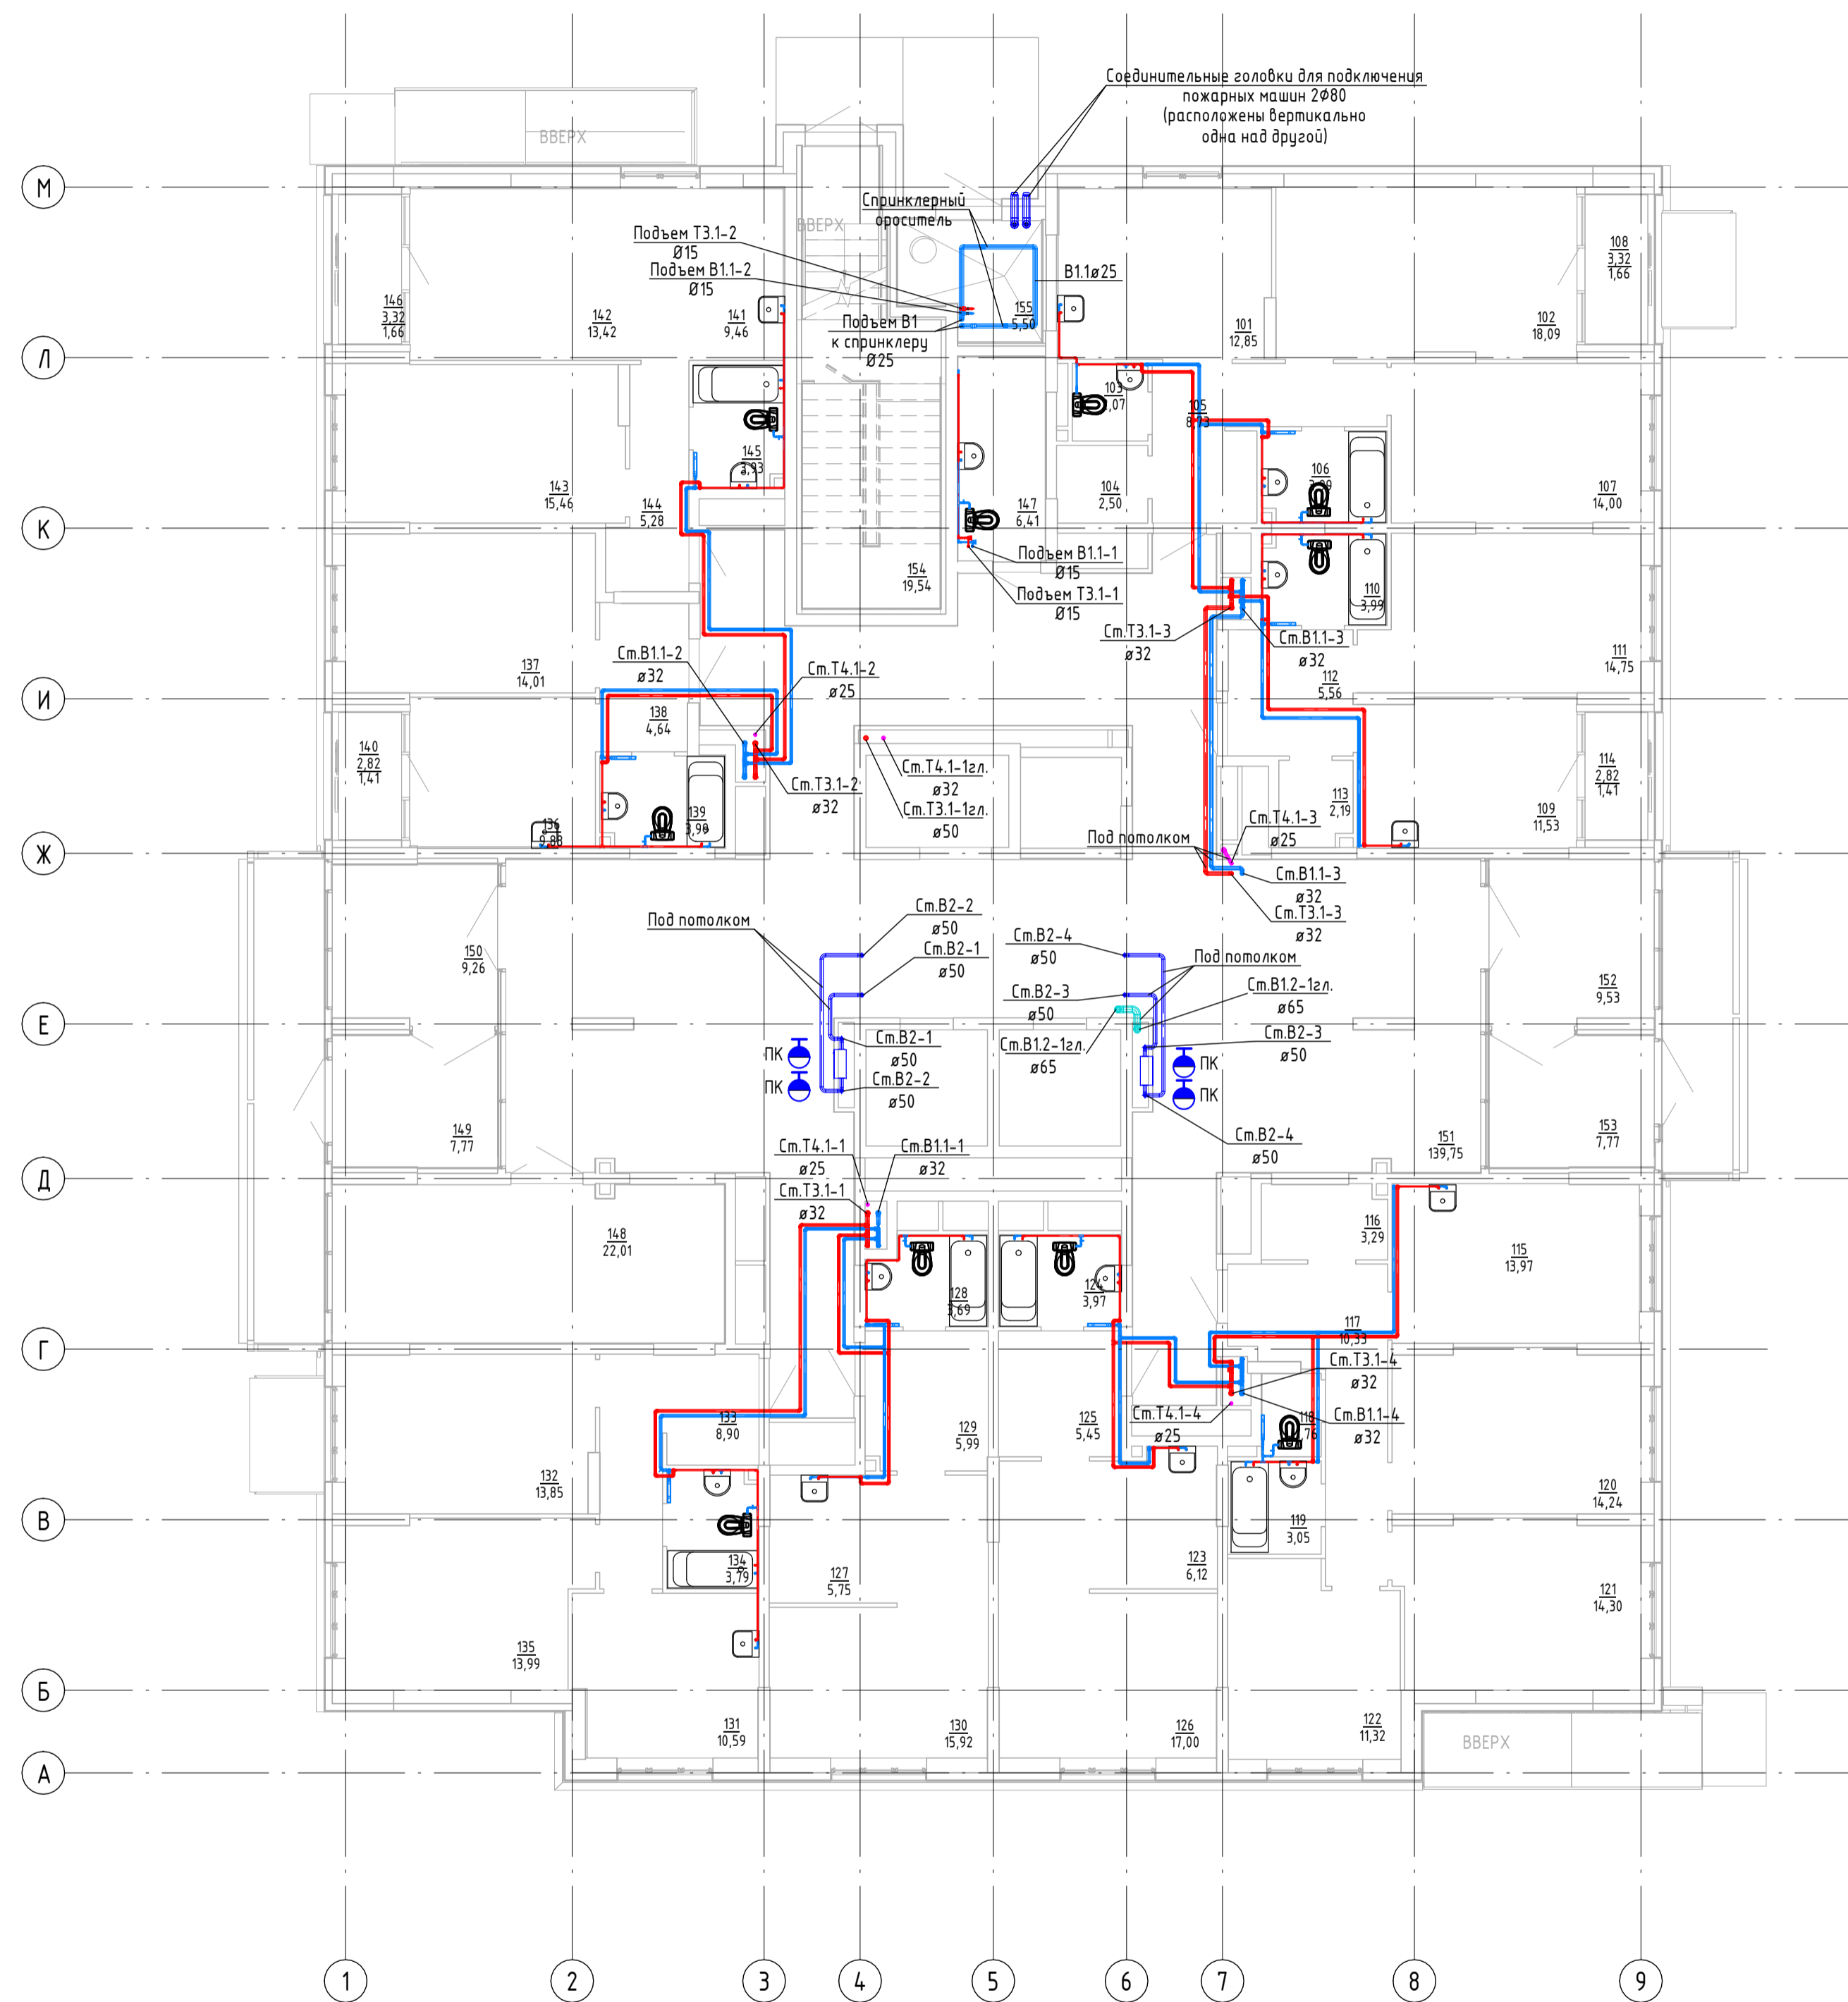 Соединительные головки для подключения
пожарных машин 2Ф80
(расположены вертикально
одна над другой)
ВВЕРХ
М
Спринклерный
ороситель
ВВЕРХ
Подъем Т3.1-2
Ø15
Подъем В1.1-2
Ø15
В1.1ø25
108
3,32
1,66
146
3,32
1,66
142
13,42
141
9,46
Подъем В1
к спринклеру
Ø25
155
5,50
101
12,85
102
18,09
Л
103
105
145
3,93
106
143
15,46
144
5,28
147
6,41
104
2,50
107
14,00
К
Подъем В1.1-1
Ø15
Подъем Т3.1-1
Ø15
154
19,54
110
3,99
Ст.Т3.1-3
ø32
Ст.В1.1-3
ø32
137
14,01
Ст.В1.1-2
ø32
Ст.Т4.1-2
ø25
111
14,75
112
5,56
И
138
4,64
140
2,82
1,41
Ст.Т4.1-1гл.
ø32
Ст.Т3.1-1гл.
ø50
Ст.Т3.1-2
ø32
114
2,82
1,41
113
2,19
109
11,53
136
9,88
139
3,99
Ст.Т4.1-3
ø25
Под потолком
Ж
Ст.В1.1-3
ø32
Ст.Т3.1-3
ø32
Под потолком
Ст.В2-2
ø50
Ст.В2-1
ø50
Ст.В2-4
ø50
Под потолком
150
9,26
Ст.В2-3
ø50
Ст.В1.2-1гл.
ø65
152
9,53
Е
Ст.В2-1
ø50
Ст.В1.2-1гл.
ø65
Ст.В2-3
ø50
ПК
ПК
Ст.В2-2
ø50
ПК
ПК
149
7,77
Ст.Т4.1-1
ø25
Ст.В1.1-1
ø32
Ст.В2-4
ø50
151
139,75
153
7,77
Д
Ст.Т3.1-1
ø32
148
22,01
116
3,29
115
13,97
128
3,69
124
3,97
117
10,33
Г
Ст.Т3.1-4
ø32
133
8,90
129
5,99
125
5,45
Ст.Т4.1-4
ø25
Ст.В1.1-4
ø32
132
13,85
120
14,24
В
119
3,05
134
3,79
127
5,75
123
6,12
121
14,30
135
13,99
Б
131
10,59
130
15,92
126
17,00
122
11,32
ВВЕРХ
А
1 2 3 4 5 6 7 8 9